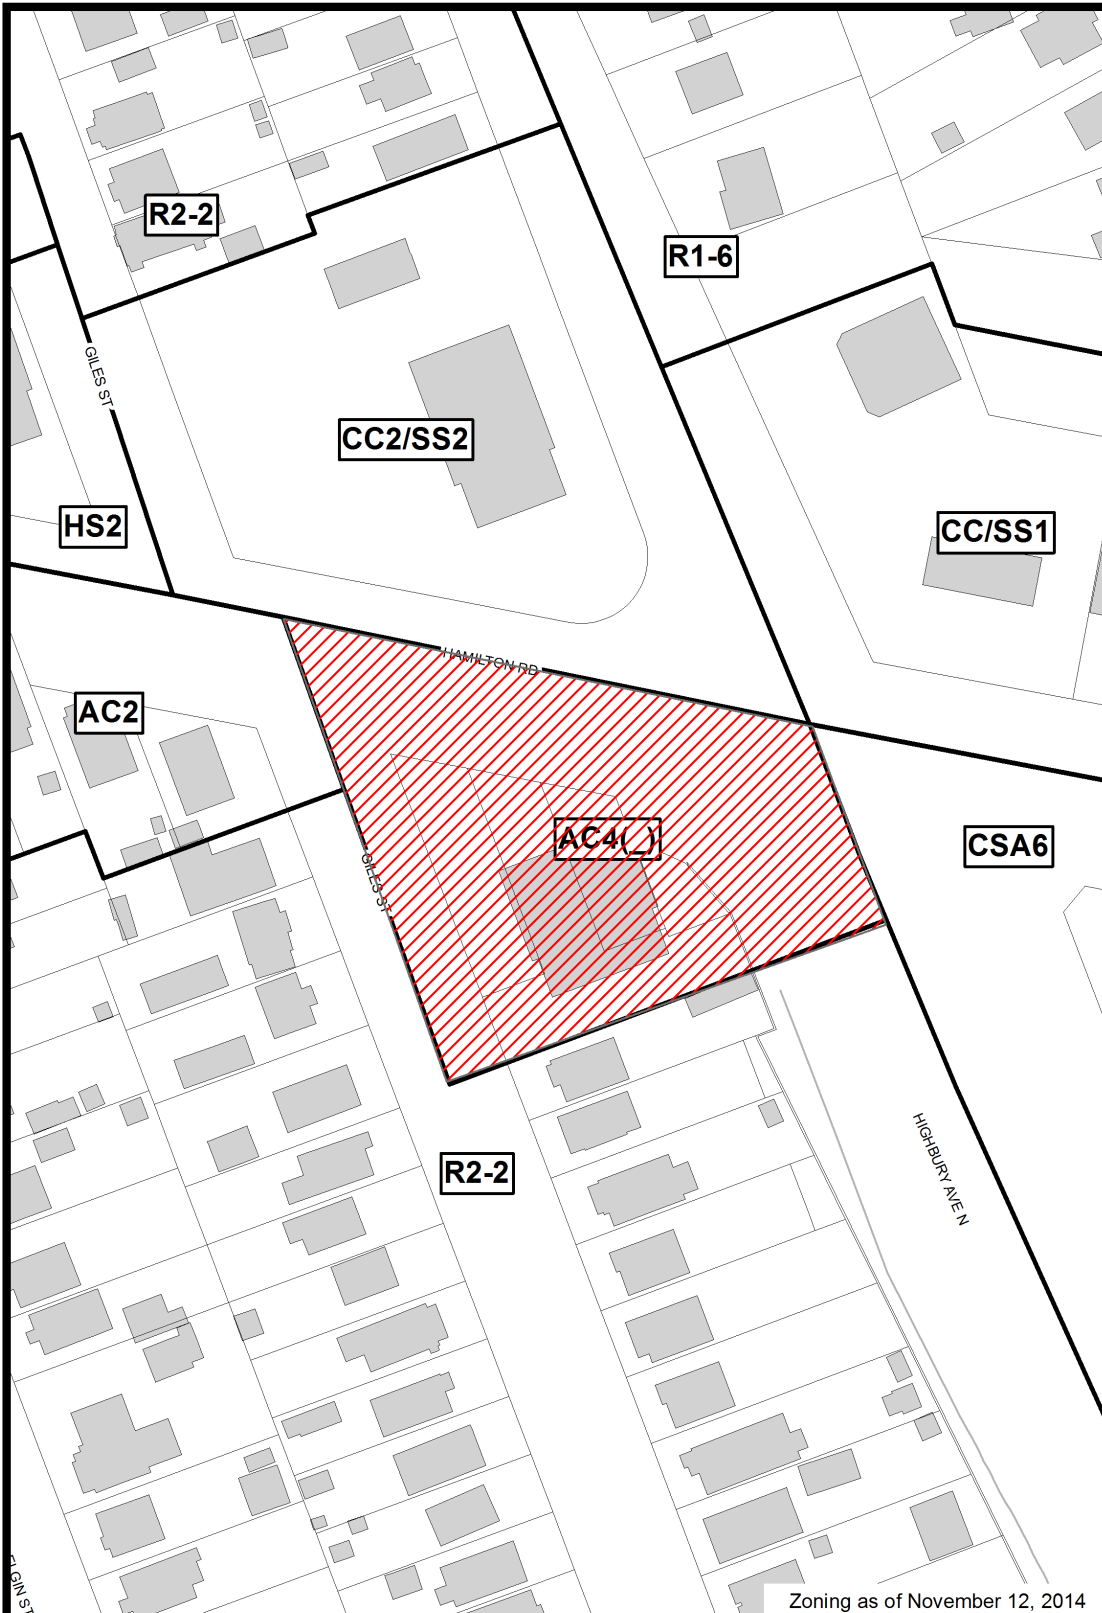 R2-2
R1-6
GILES ST
CC2/SS2
HS2
CC/SS1
HAMILTON RD
AC2
AC4(_)
CSA6
GILES ST
HIGHBURY AVE N
R2-2
ELGIN ST
Zoning as of November 12, 2014